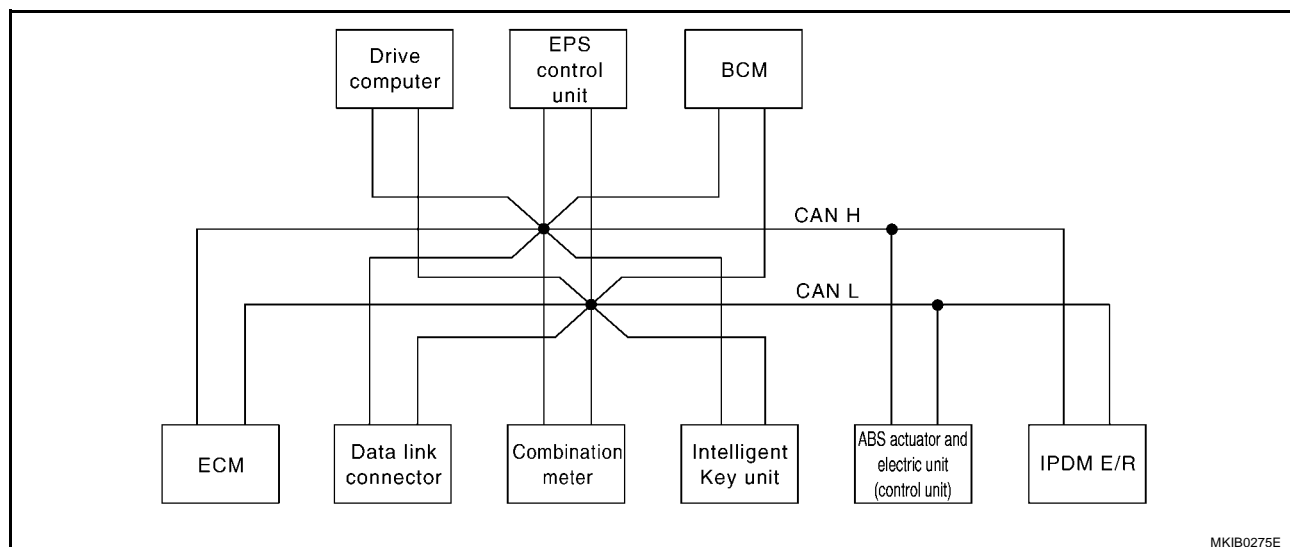 Drive
computer
EPS
control
unit
BCM
CAN H
CAN L
ECM
Data link
connector
Combination
meter
Intelligent
Key unit
ABS actuator and
electric unit
(control unit)
IPDM E/R
MKIB0275E